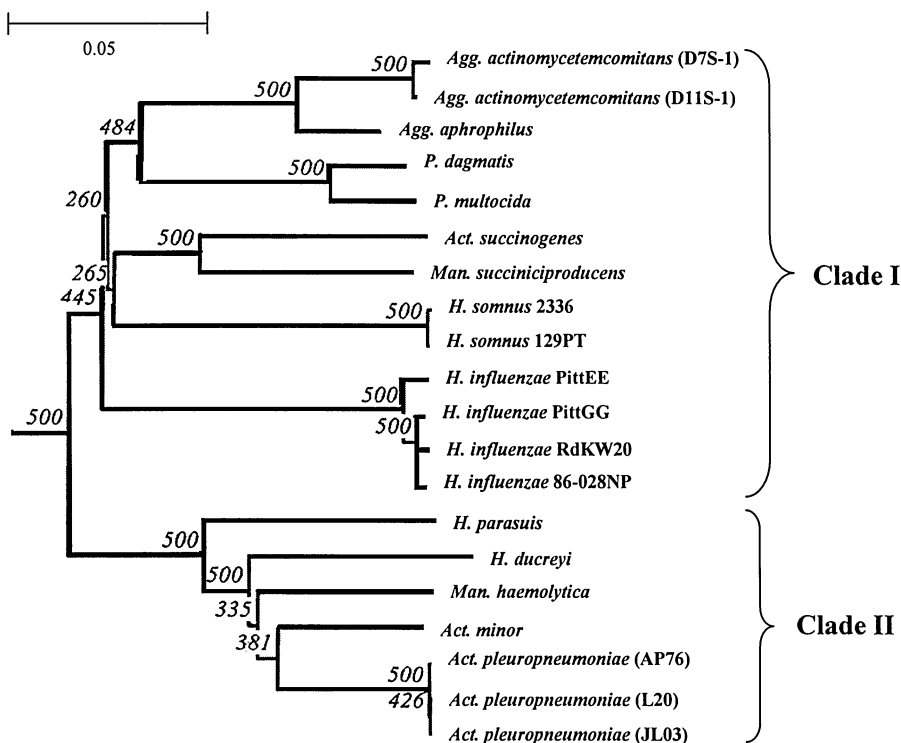 0.05
500
Agg. actinomycetemcomitans (D7S-1)
Agg. actinomycetemcomitans (D11S-1)
500
Agg. aphrophilus
484
P. dagmatis
500
P. multocida
260
Act. succinogenes
500
Man. succiniciproducens
265
Clade I
445
H. somnus 2336
500
H. somnus 129PT
H. influenzae PittEE
500
H. influenzae PittGG
500
500
H. influenzae RdKW20
H. influenzae 86-028NP
H. parasuis
500
H. ducreyi
500
Man. haemolytica
335
Act. minor
Clade II
381
Act. pleuropneumoniae (AP76)
500
Act. pleuropneumoniae (L20)
426
Act. pleuropneumoniae (JL03)